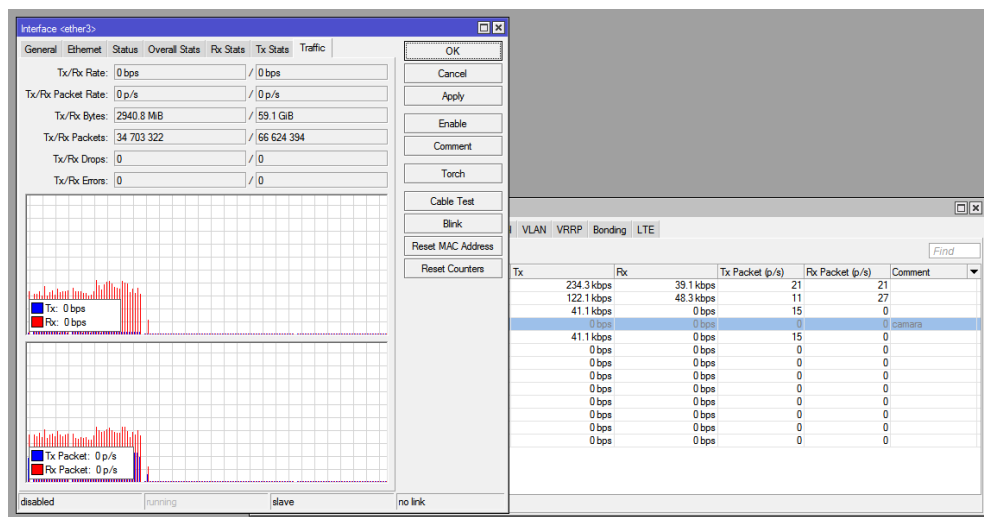 Interface <ether3>
General Ethernet Status Overall Stats Rx Stats Tx Stats Traffic
Tx/Rx Rate: 0 bps / 0 bps
Tx/Rx Packet Rate: 0 p/s / 0 p/s
Tx/Rx Bytes: 2940.8 MiB / 59.1 GiB
Tx/Rx Packets: 34 703 322 / 66 624 394
Tx/Rx Drops: 0 / 0
Tx/Rx Errors: 0 / 0
OK
Cancel
Apply
Enable
Comment
Torch
Cable Test
Blink
Reset MAC Address
Reset Counters
Tx: 0 bps
Rx: 0 bps
Tx Packet: 0 p/s
Rx Packet: 0 p/s
disabled running slave no link
VLAN VRRP Bonding LTE
Find
Tx Rx Tx Packet (p/s) Rx Packet (p/s) Comment
234.3 kbps 39.1 kbps 21 21
122.1 kbps 48.3 kbps 11 27
41.1 kbps 0 bps 15 0
0 bps 0 bps 0 0 camara
41.1 kbps 0 bps 15 0
0 bps 0 bps 0 0
0 bps 0 bps 0 0
0 bps 0 bps 0 0
0 bps 0 bps 0 0
0 bps 0 bps 0 0
0 bps 0 bps 0 0
0 bps 0 bps 0 0
0 bps 0 bps 0 0